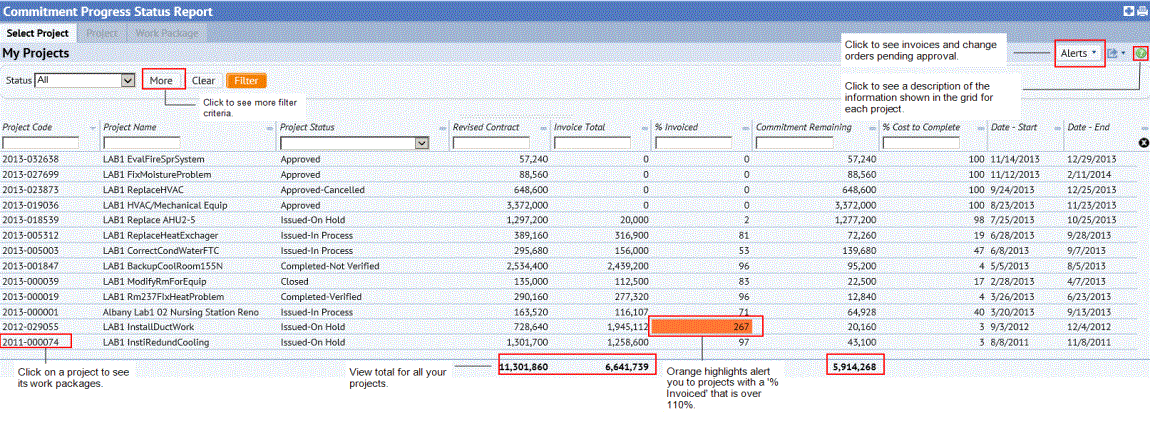 Commitment Progress Status Report
Select Project Project Work Package
My Projects
Click to see invoices and change
orders pending approval.
Alerts
Status All More Clear Filter
Click to see a description of the
information shown in the grid for
each project.
Click to see more filter
criteria.
Project Code Project Name Project Status Revised Contract Invoice Total % Invoiced Commitment Remaining % Cost to Complete Date - Start Date - End
2013-032638 LAB1 EvalFireSprSystem Approved 57,240 0 0 57,240 100 11/14/2013 12/29/2013
2013-027699 LAB1 FixMoistureProblem Approved 88,560 0 0 88,560 100 11/12/2013 2/11/2014
2013-023873 LAB1 ReplaceHVAC Approved-Cancelled 648,600 0 0 648,600 100 9/24/2013 12/25/2013
2013-019036 LAB1 HVAC/Mechanical Equip Approved 3,372,000 0 0 3,372,000 100 8/23/2013 11/23/2013
2013-018539 LAB1 Replace AHU2-5 Issued-On Hold 1,297,200 20,000 2 1,277,200 98 7/25/2013 10/25/2013
2013-005312 LAB1 ReplaceHeatExchager Issued-In Process 389,160 316,900 81 72,260 19 6/28/2013 9/28/2013
2013-005003 LAB1 CorrectCondWaterFTC Issued-In Process 295,680 156,000 53 139,680 47 6/8/2013 9/7/2013
2013-001847 LAB1 BackupCoolRoom155N Completed-Not Verified 2,534,400 2,439,200 96 95,200 4 5/5/2013 8/5/2013
2013-000039 LAB1 ModifyRmForEquip Closed 135,000 112,500 83 22,500 17 2/28/2013 4/7/2013
2013-000019 LAB1 Rm237FixHeatProblem Completed-Verified 290,160 277,320 96 12,840 4 3/26/2013 6/23/2013
2013-000001 Albany Lab1 02 Nursing Station Reno Issued-In Process 163,520 116,107 71 64,928 40 3/20/2013 9/13/2013
2012-029055 LAB1 InstallDuctWork Issued-On Hold 728,640 1,945,112 267 20,160 3 9/3/2012 12/4/2012
2011-000074 LAB1 InstiRedundCooling Issued-On Hold 1,301,700 1,258,600 97 43,100 3 8/8/2011 11/8/2011
11,301,860 6,641,739 5,914,268
Click on a project to see
its work packages.
View total for all your
projects.
Orange highlights alert
you to projects with a '%
Invoiced' that is over
110%.